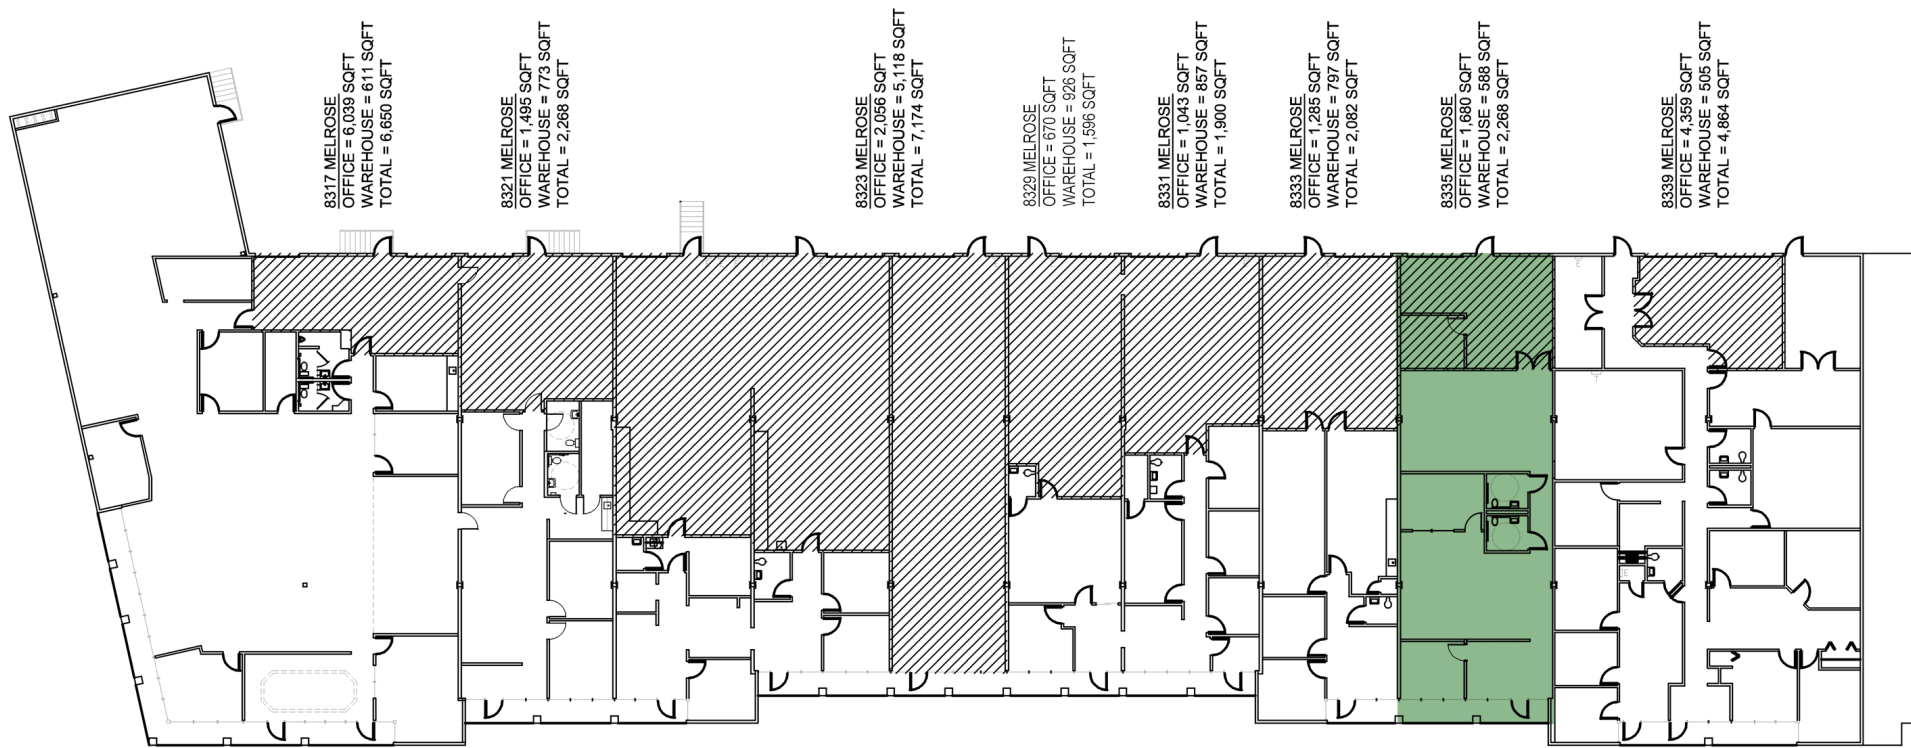 8317 MELROSE
OFFICE = 6,039 SQFT
WAREHOUSE = 611 SQFT
TOTAL = 6,650 SQFT
8321 MELROSE
OFFICE = 1,495 SQFT
WAREHOUSE = 773 SQFT
TOTAL = 2,268 SQFT
8323 MELROSE
OFFICE = 2,056 SQFT
WAREHOUSE = 5,118 SQFT
TOTAL = 7,174 SQFT
8329 MELROSE
OFFICE = 670 SQFT
WAREHOUSE = 926 SQFT
TOTAL = 1,596 SQFT
8331 MELROSE
OFFICE = 1,043 SQFT
WAREHOUSE = 857 SQFT
TOTAL = 1,900 SQFT
8333 MELROSE
OFFICE = 1,285 SQFT
WAREHOUSE = 797 SQFT
TOTAL = 2,082 SQFT
8335 MELROSE
OFFICE = 1,680 SQFT
WAREHOUSE = 588 SQFT
TOTAL = 2,268 SQFT
8339 MELROSE
OFFICE = 4,359 SQFT
WAREHOUSE = 505 SQFT
TOTAL = 4,864 SQFT